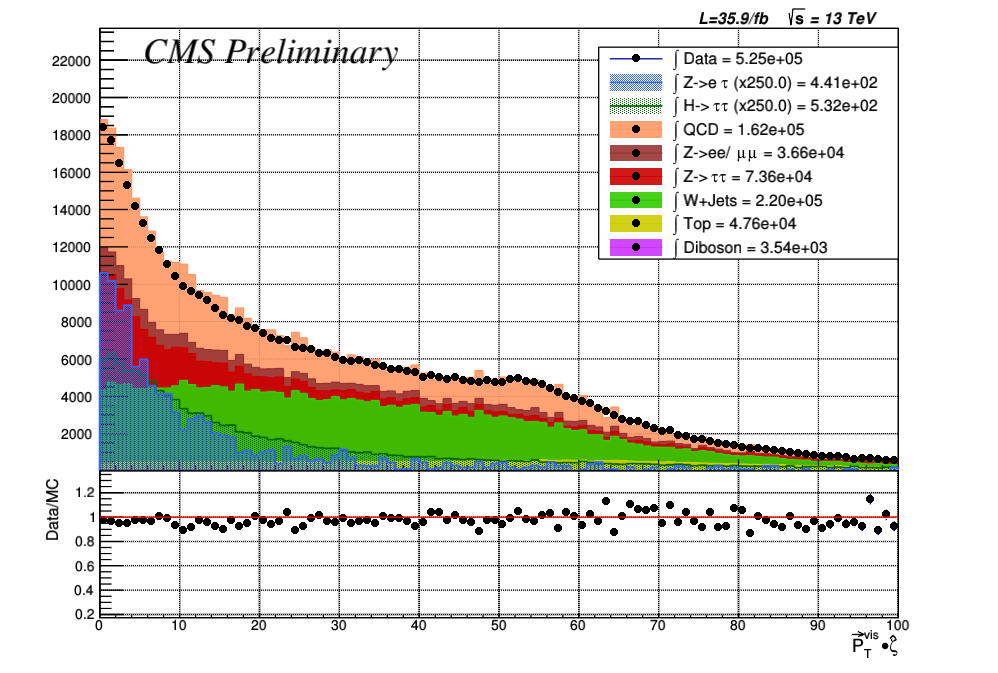 L=35.9/fb √s = 13 TeV
CMS Preliminary
∫ Data = 5.25e+05
∫ Z->e τ (x250.0) = 4.41e+02
∫ H-> ττ (x250.0) = 5.32e+02
∫ QCD = 1.62e+05
∫ Z->ee/ μμ = 3.66e+04
∫ Z-> ττ = 7.36e+04
∫ W+Jets = 2.20e+05
∫ Top = 4.76e+04
∫ Diboson = 3.54e+03
22000
20000
18000
16000
14000
12000
10000
8000
6000
4000
2000
Data/MC
1.2
1
0.8
0.6
0.4
0.2
0 10 20 30 40 50 60 70 80 90 100
P⃗_T^vis •ζ̂